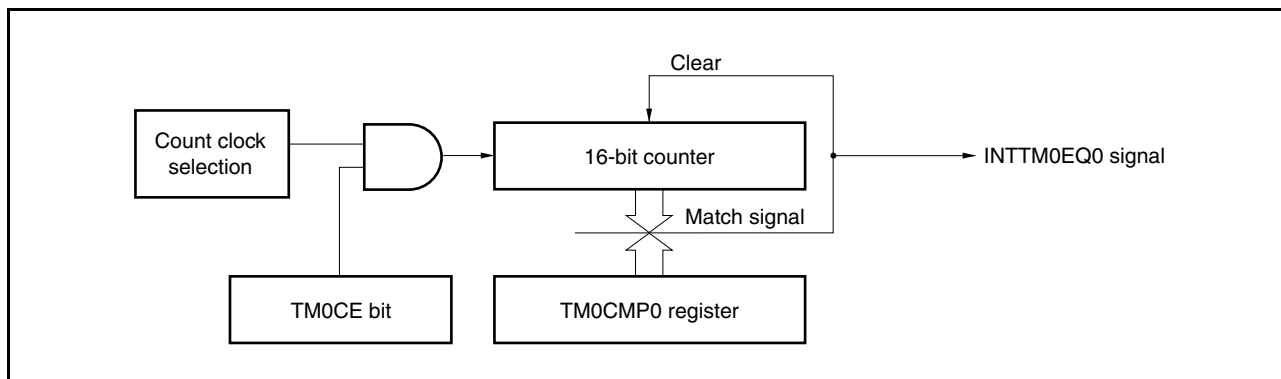 Clear
Count clock
selection
16-bit counter
INTTM0EQ0 signal
Match signal
TM0CE bit
TM0CMP0 register